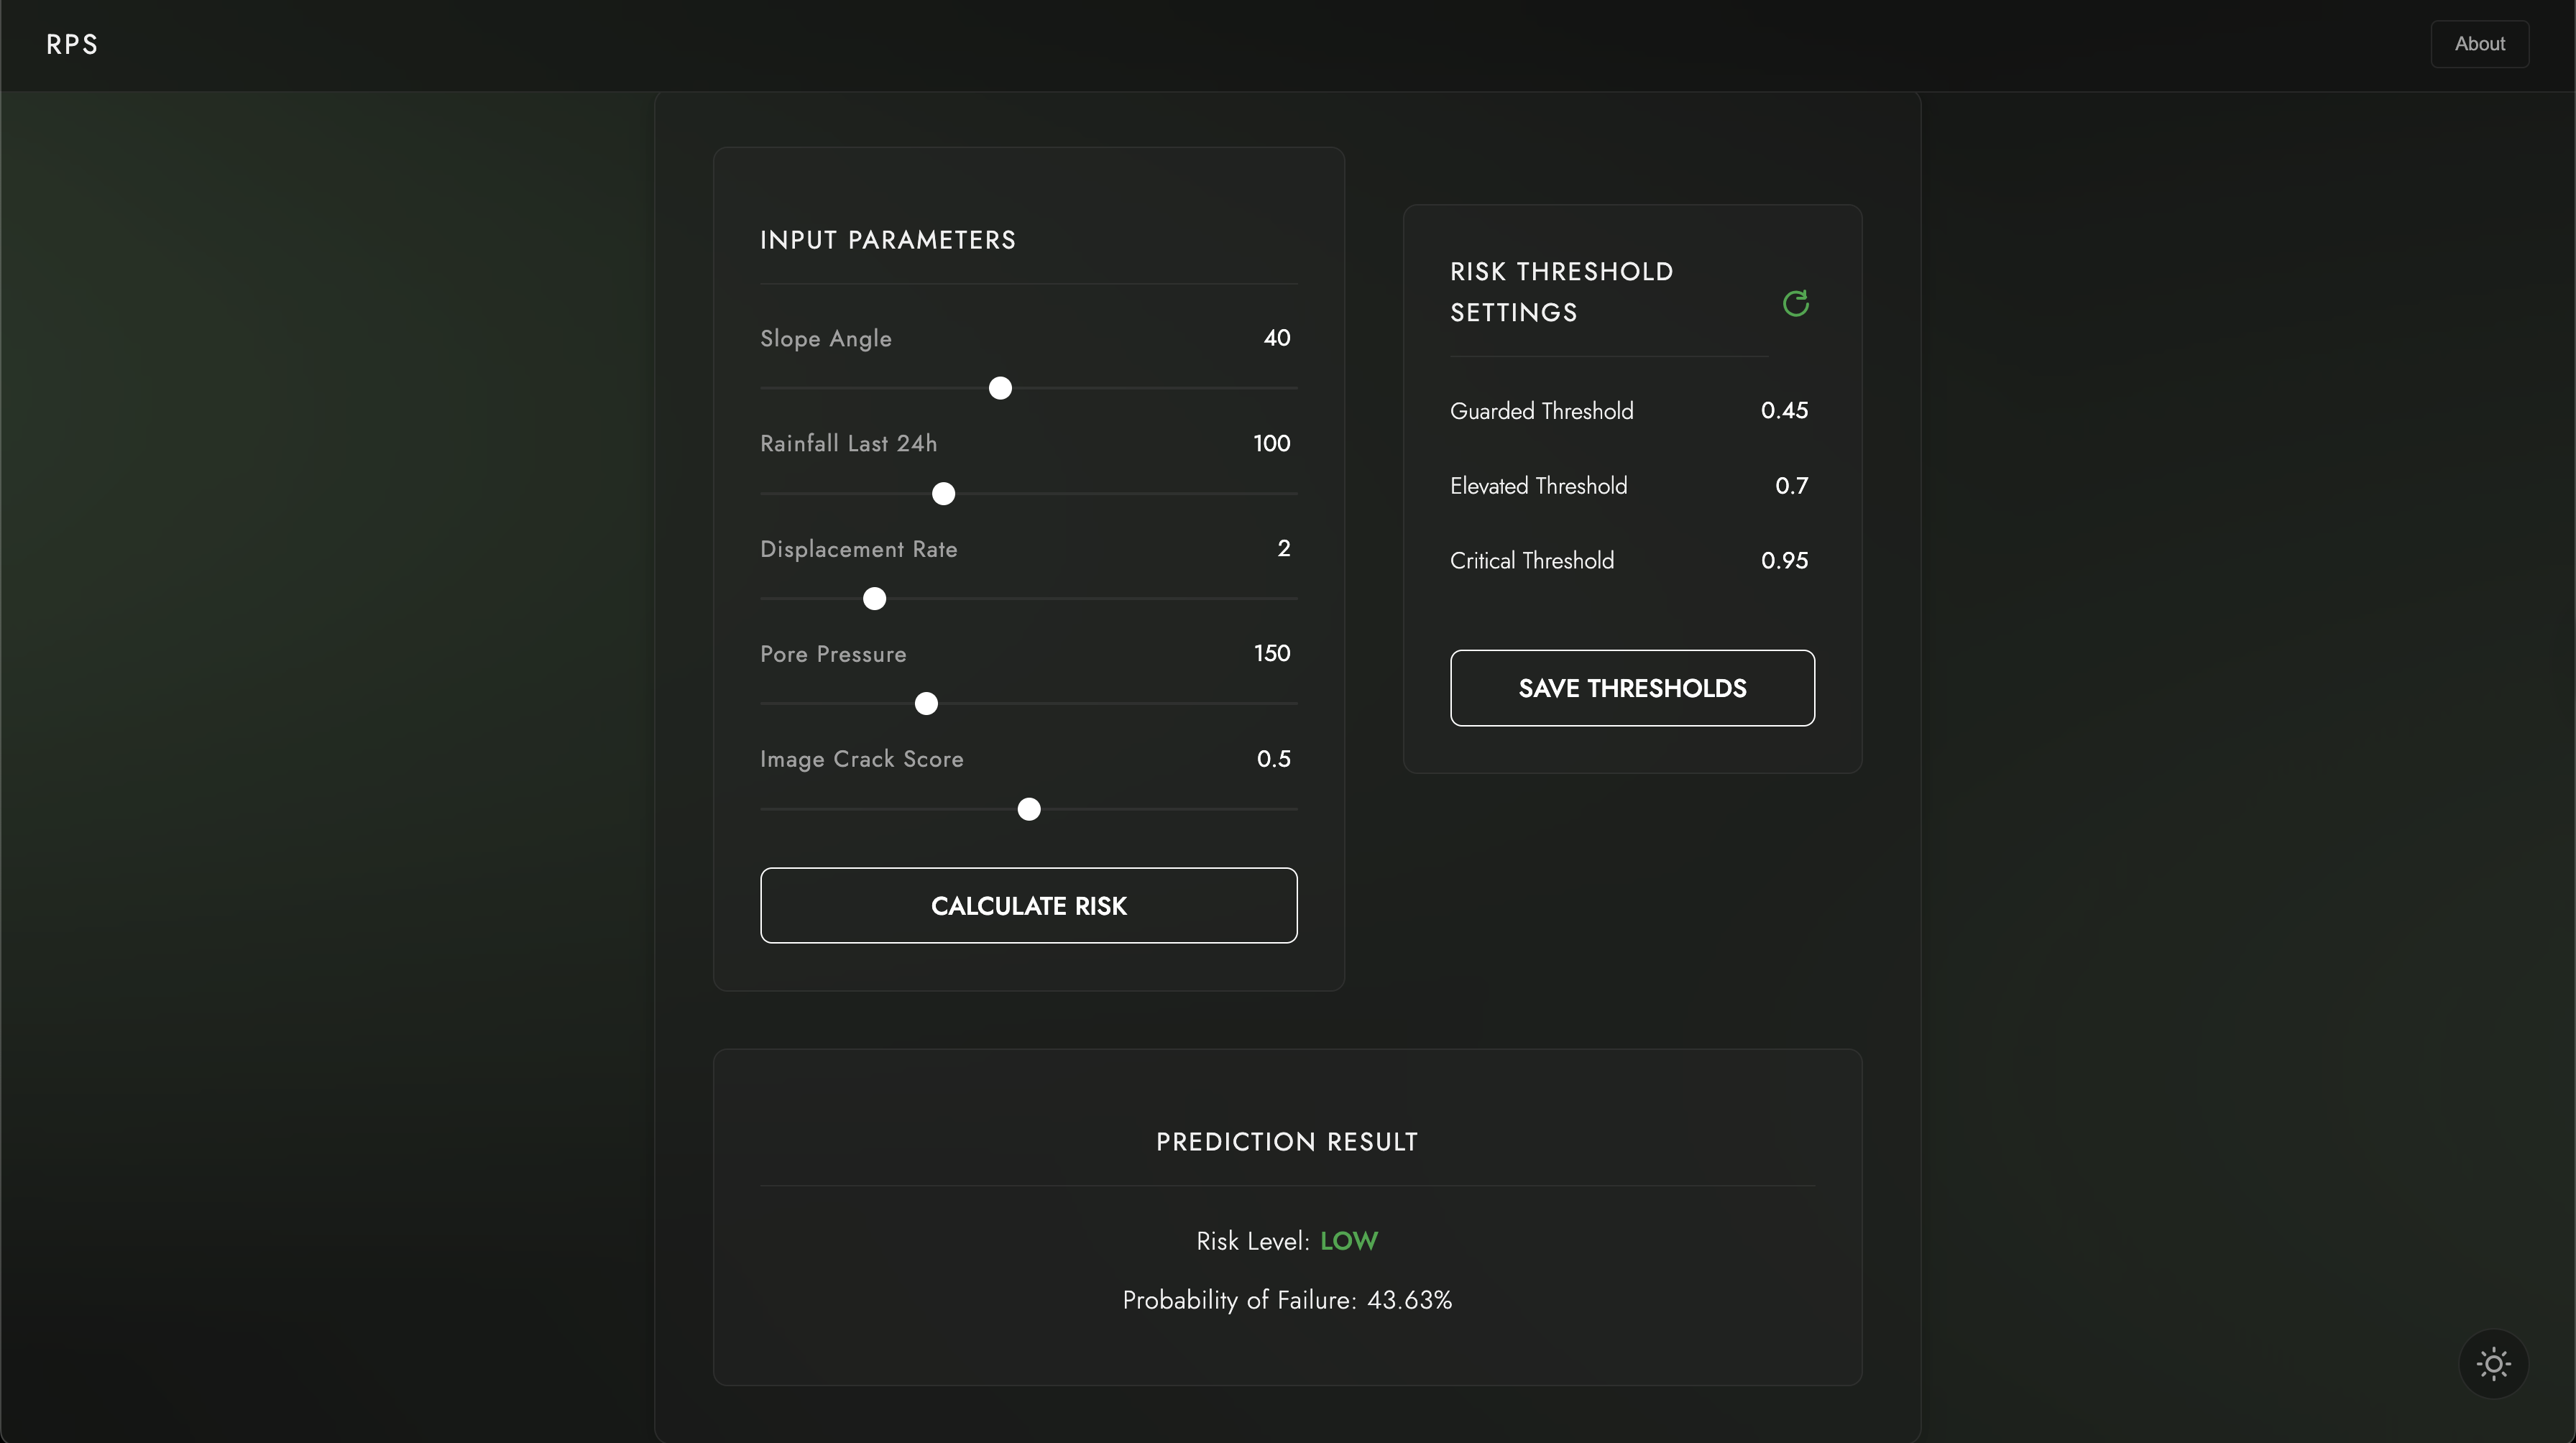 RPS
About
INPUT PARAMETERS
Slope Angle 40
Rainfall Last 24h 100
Displacement Rate 2
Pore Pressure 150
Image Crack Score 0.5
CALCULATE RISK
RISK THRESHOLD
SETTINGS
Guarded Threshold 0.45
Elevated Threshold 0.7
Critical Threshold 0.95
SAVE THRESHOLDS
PREDICTION RESULT
Risk Level: LOW
Probability of Failure: 43.63%